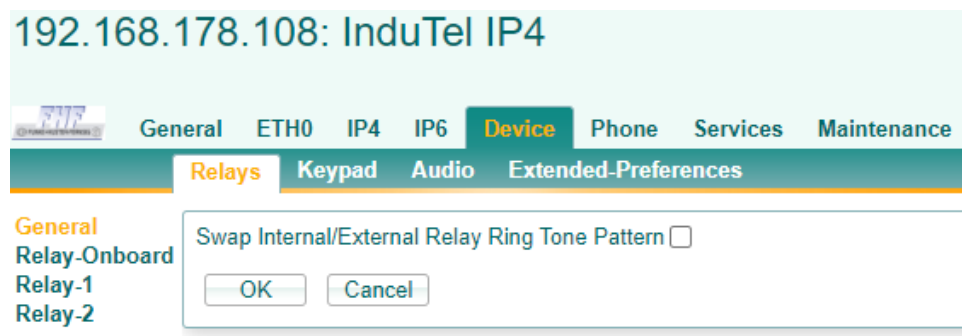 192.168.178.108: InduTel IP4
FHF
General ETH0 IP4 IP6 Device Phone Services Maintenance
Relays Keypad Audio Extended-Preferences
General
Swap Internal/External Relay Ring Tone Pattern
Relay-Onboard
Relay-1
OK Cancel
Relay-2